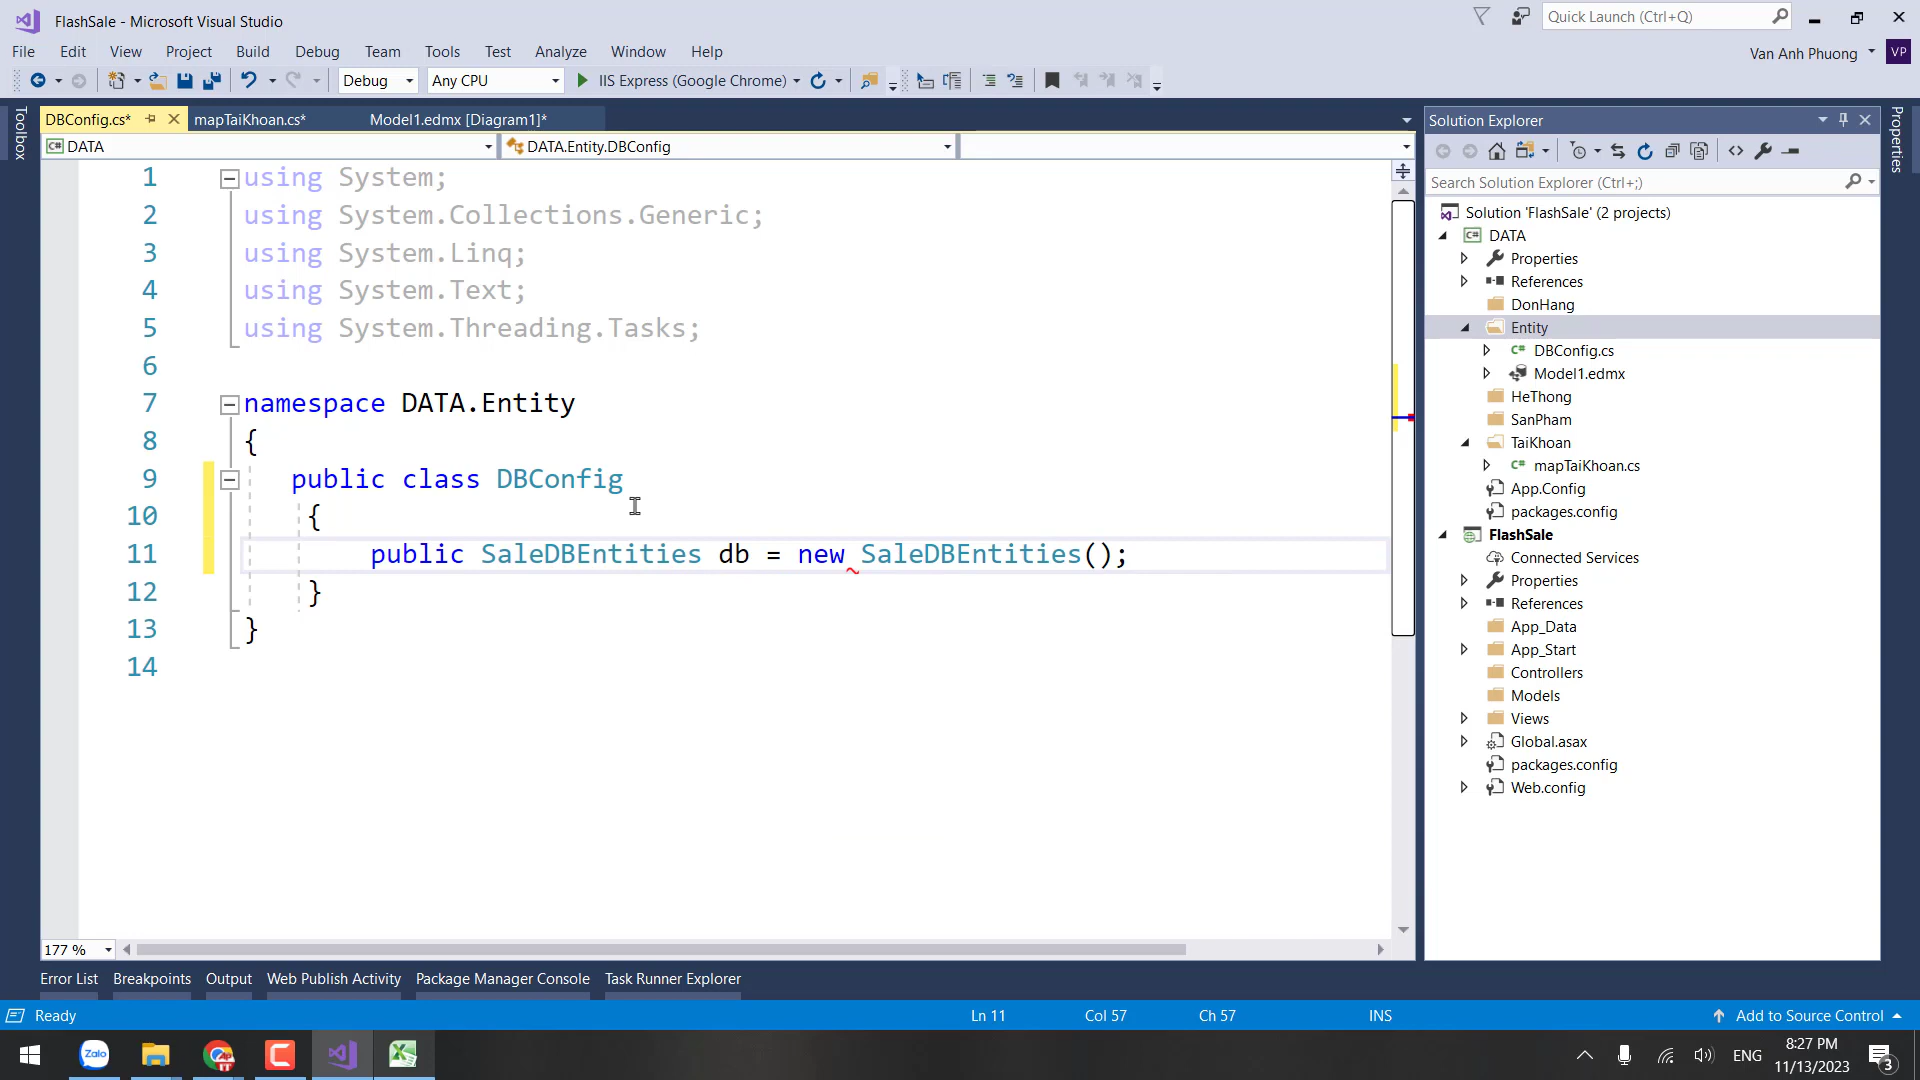 FlashSale - Microsoft Visual Studio
Quick Launch (Ctrl+Q)
File Edit View Project Build Debug Team Tools Test Analyze Window Help
Van Anh Phuong VP
Debug Any CPU IIS Express (Google Chrome)
Toolbox
DBConfig.cs* mapTaiKhoan.cs* Model1.edmx [Diagram1]*
DATA DATA.Entity.DBConfig
1 using System;
2 using System.Collections.Generic;
3 using System.Linq;
4 using System.Text;
5 using System.Threading.Tasks;
6
7 namespace DATA.Entity
8 {
9 public class DBConfig
10 {
11 public SaleDBEntities db = new SaleDBEntities();
12 }
13 }
14
177 %
Solution Explorer
Search Solution Explorer (Ctrl+;)
Solution 'FlashSale' (2 projects)
C# DATA
Properties
References
DonHang
Entity
C# DBConfig.cs
Model1.edmx
HeThong
SanPham
TaiKhoan
C# mapTaiKhoan.cs
App.Config
packages.config
FlashSale
Connected Services
Properties
References
App_Data
App_Start
Controllers
Models
Views
Global.asax
packages.config
Web.config
Properties
Error List Breakpoints Output Web Publish Activity Package Manager Console Task Runner Explorer
Ready Ln 11 Col 57 Ch 57 INS Add to Source Control
Zalo
ENG
8:27 PM
11/13/2023
3